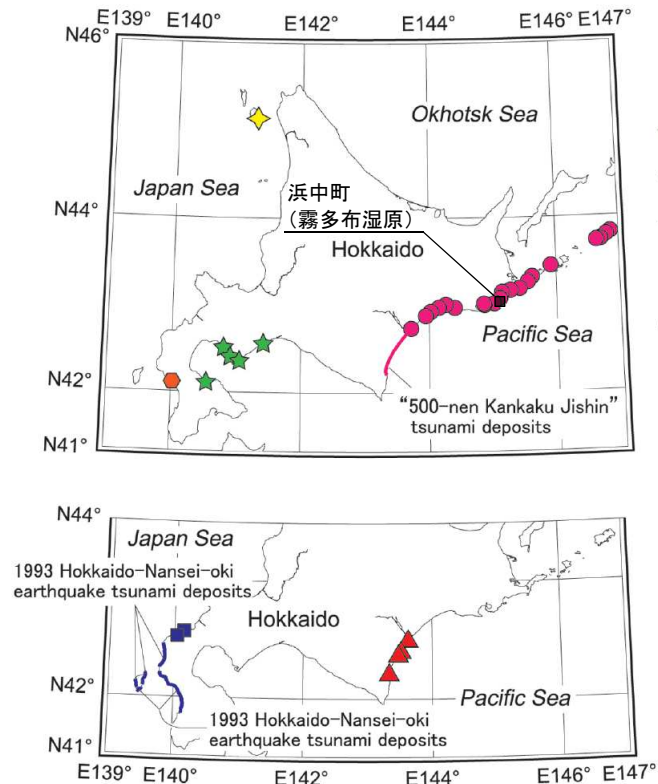 E139° E140° E142° E144° E146° E147°
N46°
Okhotsk Sea
Japan Sea
浜中町
（霧多布湿原）
N44°
Hokkaido
Pacific Sea
N42°
“500-nen Kankaku Jishin”
tsunami deposits
N41°
N44°
Japan Sea
1993 Hokkaido-Nansei-oki
earthquake tsunami deposits
Hokkaido
N42°
Pacific Sea
1993 Hokkaido-Nansei-oki
earthquake tsunami deposits
N41°
E139° E140° E142° E144° E146° E147°